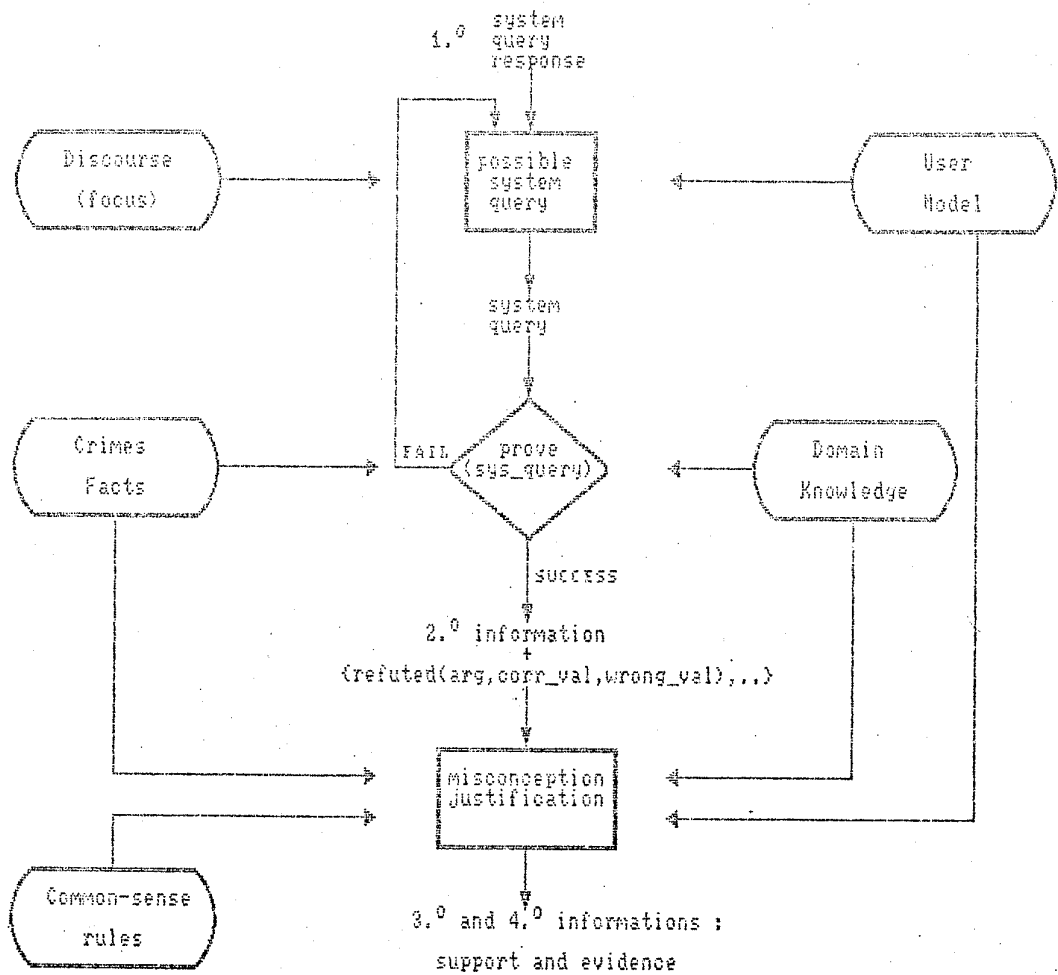 1.º system
query
response
Discourse
(focus)
possible
system
query
User
Model
system
query
Crimes
Facts
FAIL
prove
(sys_query)
Domain
Knowledge
SUCCESS
2.º information
+
{refuted(arg,corr_val,wrong_val),..}
misconception
justification
Common-sense
rules
3.º and 4.º informations :
support and evidence